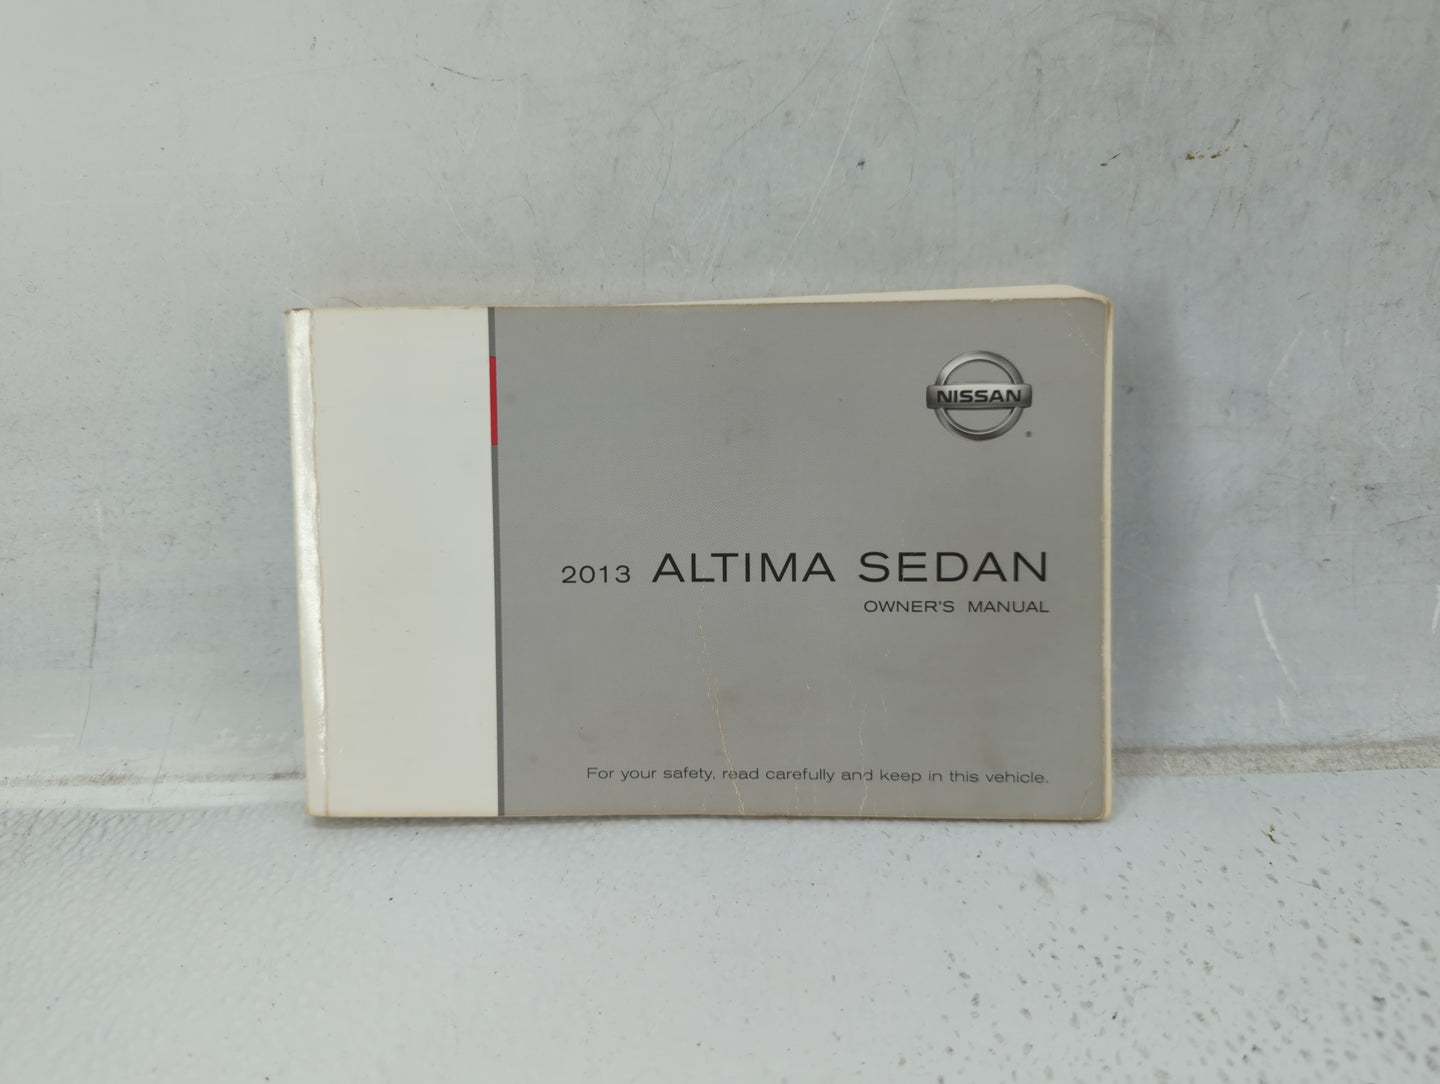 NISSAN
®
2013 ALTIMA SEDAN
OWNER'S MANUAL
For your safety, read carefully and keep in this vehicle.